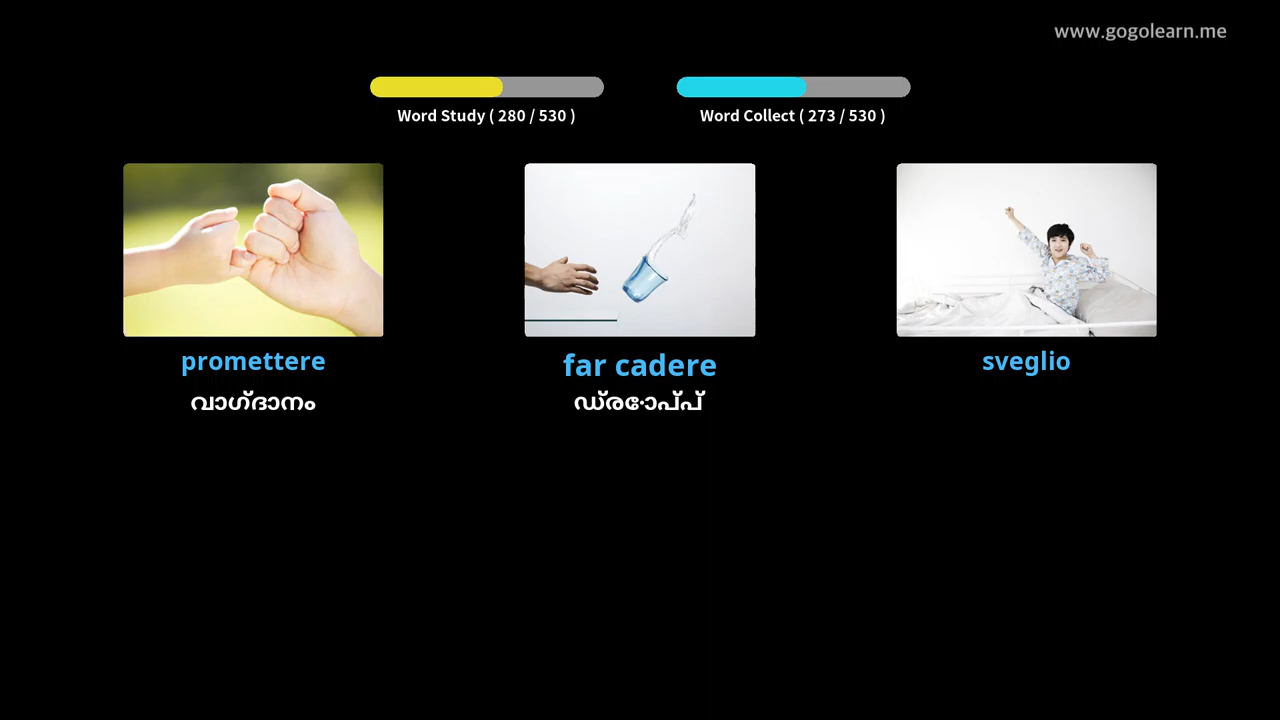 www.gogolearn.me
Word Study ( 280 / 530 )
Word Collect ( 273 / 530 )
promettere
far cadere
sveglio
വാഗ്ദാനം
ഡ്രോപ്പ്